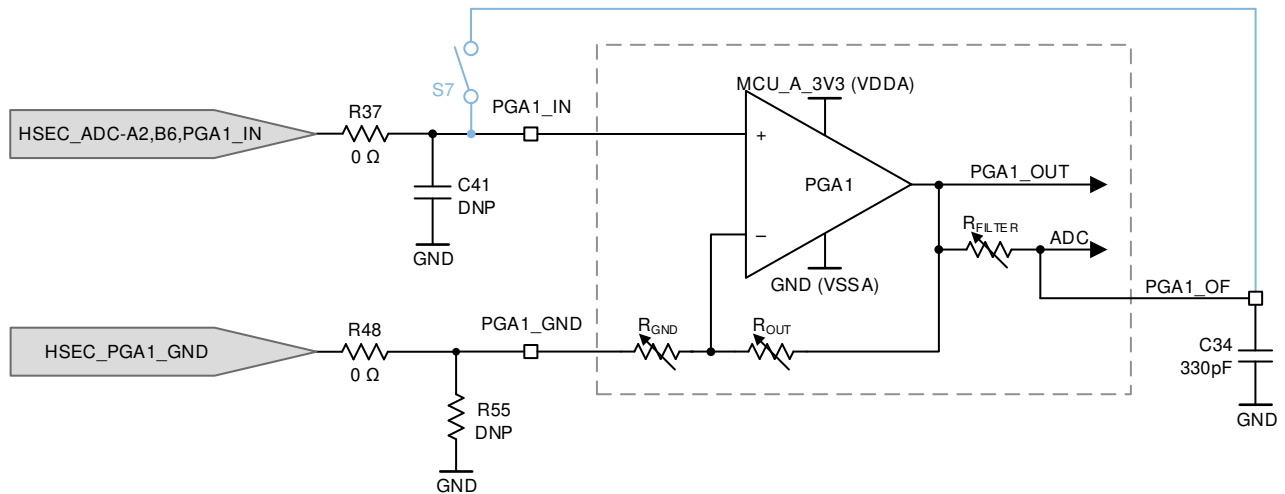 S7
MCU_A_3V3 (VDDA)
HSEC_ADC-A2,B6,PGA1_IN
R37
0 Ω
PGA1_IN
+
C41
DNP
GND
PGA1
PGA1_OUT
RFILTER
ADC
−
GND (VSSA)
PGA1_OF
HSEC_PGA1_GND
R48
0 Ω
PGA1_GND
RGND
ROUT
C34
330pF
GND
R55
DNP
GND